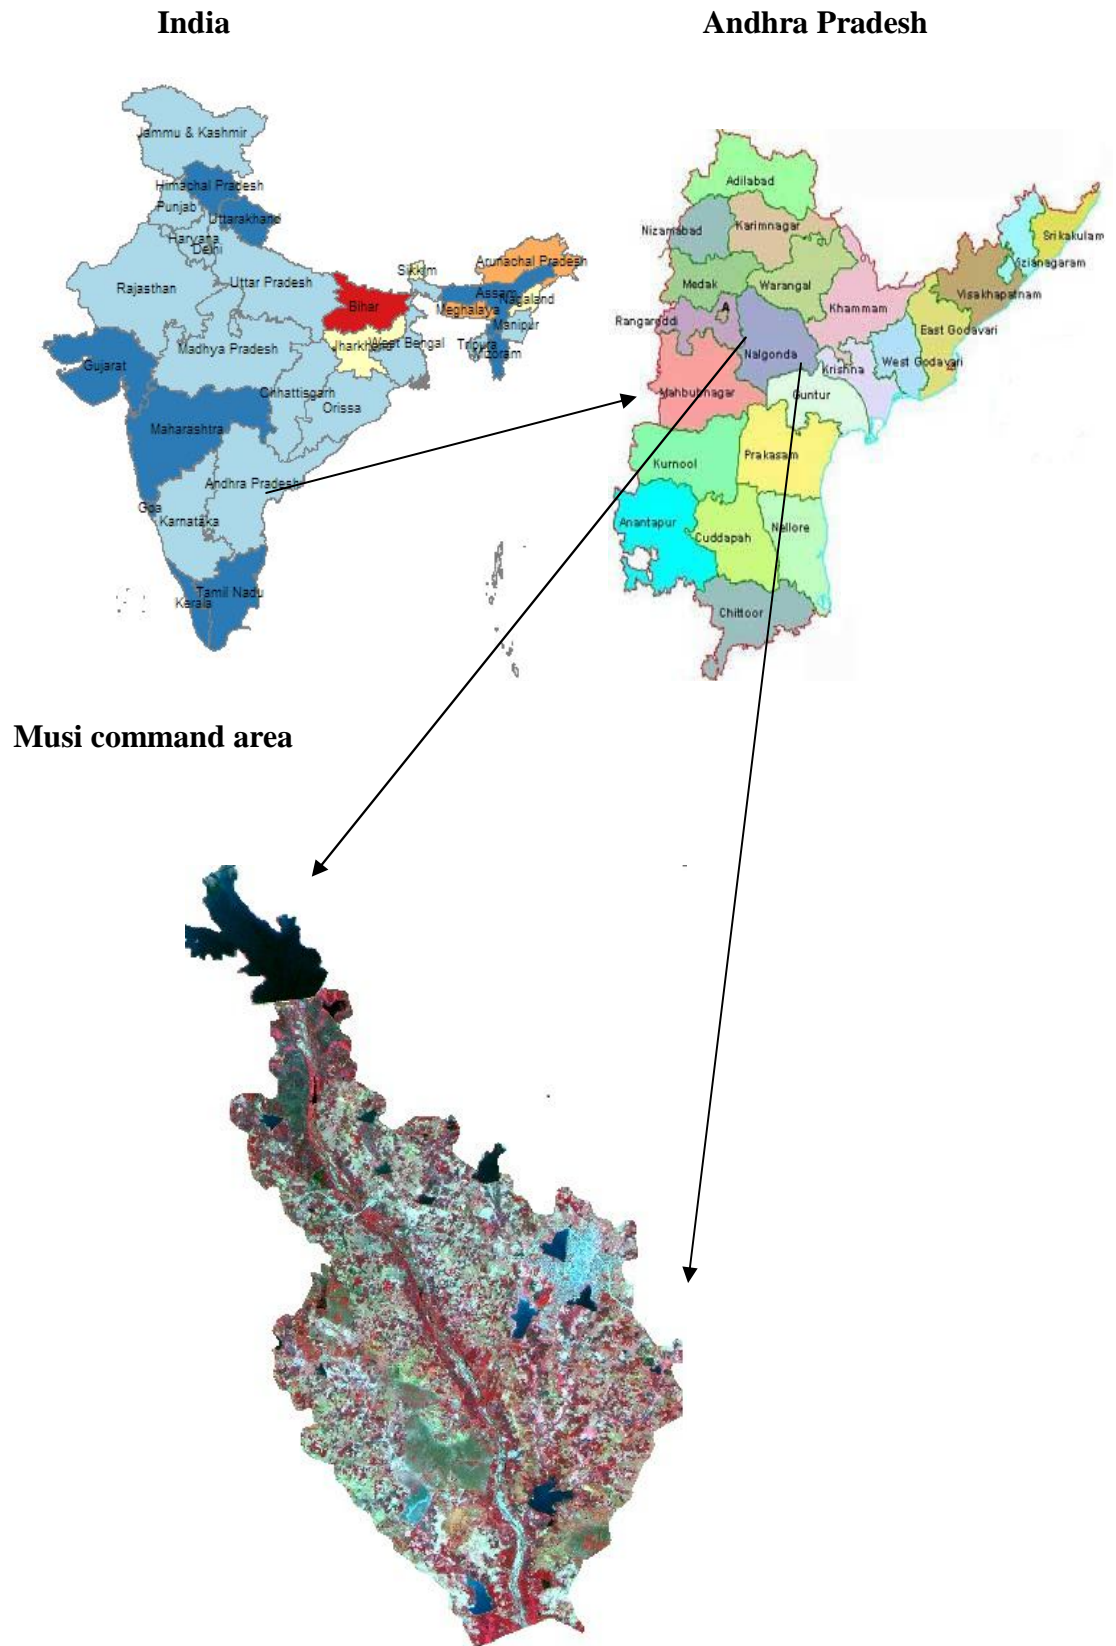 India
Andhra Pradesh
Jammu & Kashmir
Himachal Pradesh
Punjab
Uttarakhand
Haryana
Delhi
Rajasthan
Uttar Pradesh
Sikkim
Arunachal Pradesh
Assam
Nagaland
Meghalaya
Manipur
Bihar
Jharkhand
West Bengal
Tripura
Mizoram
Gujarat
Madhya Pradesh
Chhattisgarh
Orissa
Maharashtra
Andhra Pradesh
Goa
Karnataka
Tamil Nadu
Kerala
Adilabad
Nizamabad
Karimnagar
Srikakulam
Vizianagaram
Medak
Warangal
Visakhapatnam
Rangareddi
A
Khammam
East Godavari
Nalgonda
West Godavari
Krishna
Mahbubnagar
Guntur
Kurnool
Prakasam
Anantapur
Cuddapah
Nellore
Chittoor
Musi command area